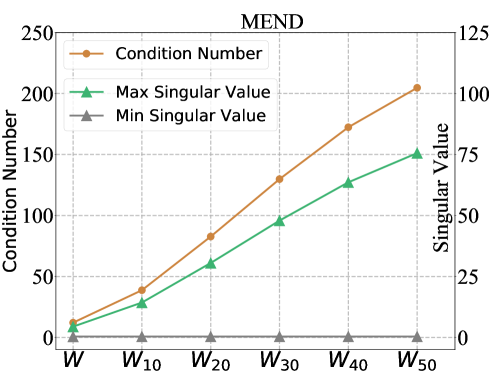 MEND
250
200
150
100
50
0
Condition Number
Condition Number
Max Singular Value
Min Singular Value
125
100
75
50
25
0
Singular Value
W W₁₀ W₂₀ W₃₀ W₄₀ W₅₀